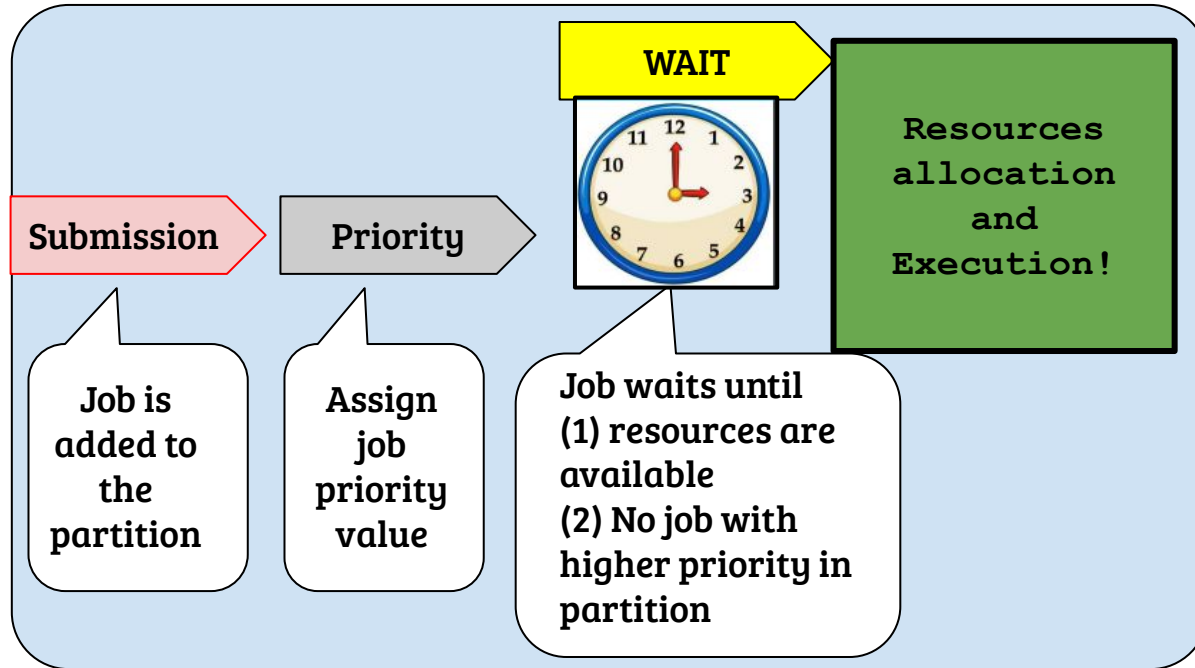 WAIT
11 12 1
10 2
9 3
8 4
7 6 5
Resources
allocation
and
Execution!
Submission
Priority
Job is
added to
the
partition
Assign
job
priority
value
Job waits until
(1) resources are
available
(2) No job with
higher priority in
partition